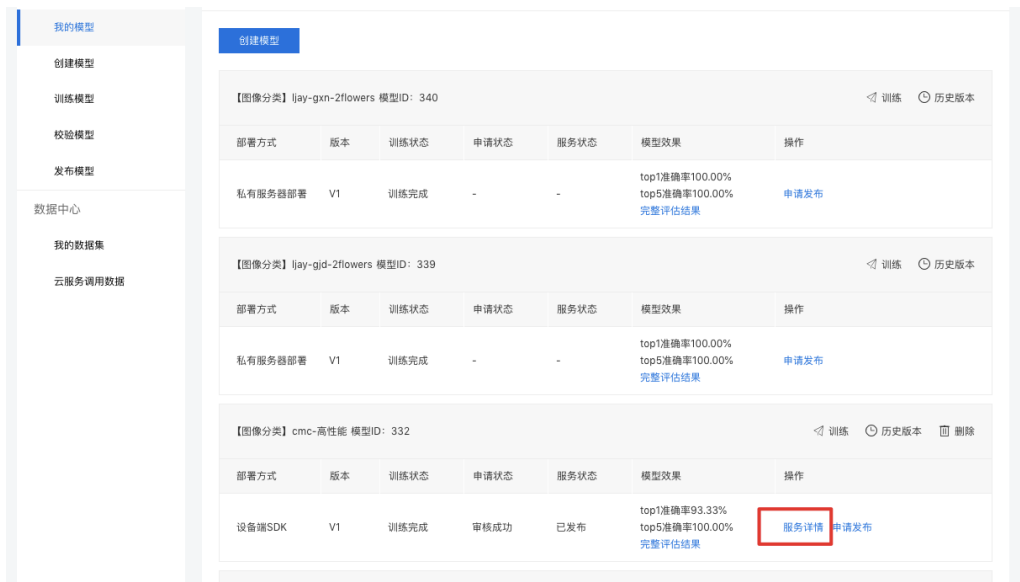 我的模型
创建模型
训练模型
校验模型
发布模型
数据中心
我的数据集
云服务调用数据
创建模型
【图像分类】ljay-gxn-2flowers 模型ID：340 训练 历史版本
部署方式 版本 训练状态 申请状态 服务状态 模型效果 操作
私有服务器部署 V1 训练完成 - - top1准确率100.00% 申请发布
top5准确率100.00%
完整评估结果
【图像分类】ljay-gjd-2flowers 模型ID：339 训练 历史版本
部署方式 版本 训练状态 申请状态 服务状态 模型效果 操作
私有服务器部署 V1 训练完成 - - top1准确率100.00% 申请发布
top5准确率100.00%
完整评估结果
【图像分类】cmc-高性能 模型ID：332 训练 历史版本 删除
部署方式 版本 训练状态 申请状态 服务状态 模型效果 操作
设备端SDK V1 训练完成 审核成功 已发布 top1准确率93.33% 服务详情 申请发布
top5准确率100.00%
完整评估结果